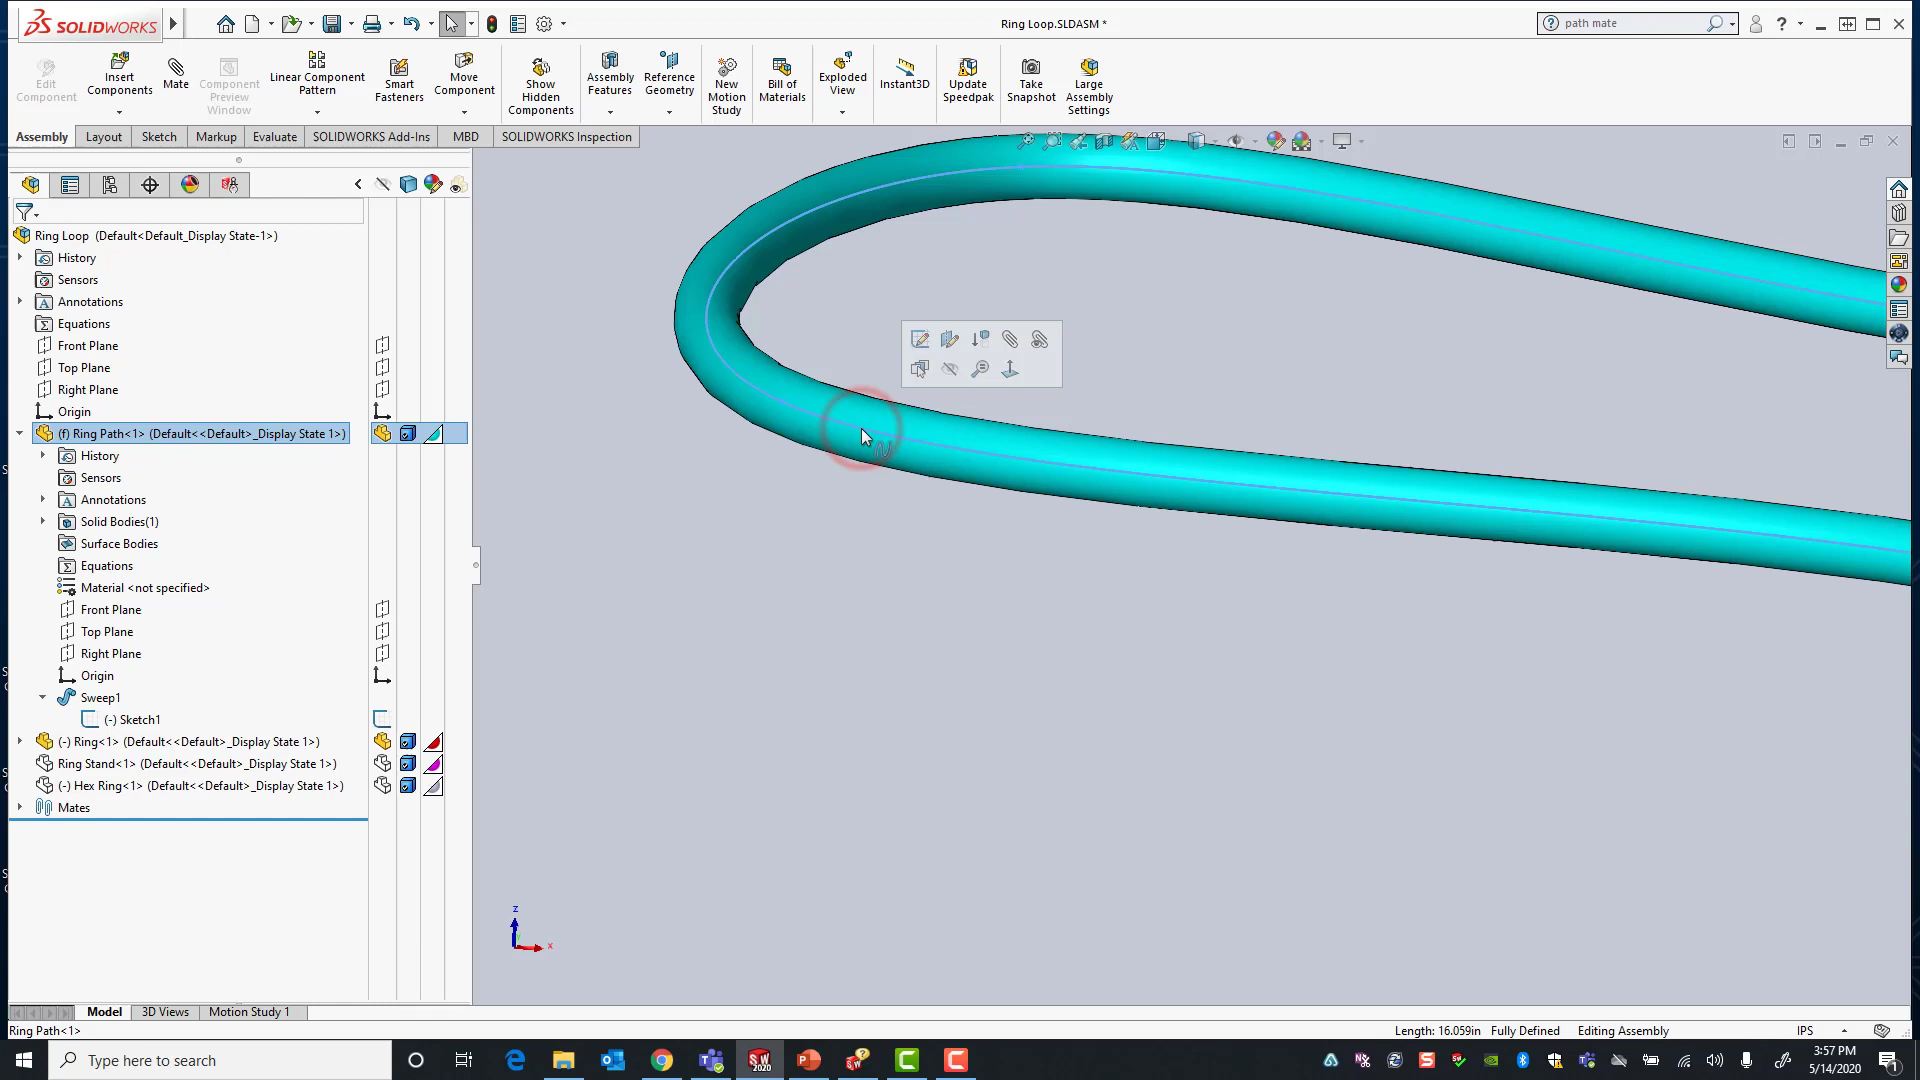 SOLIDWORKS
Ring Loop.SLDASM *
path mate
Edit Component
Insert Components
Mate
Component Preview Window
Linear Component Pattern
Smart Fasteners
Move Component
Show Hidden Components
Assembly Features
Reference Geometry
New Motion Study
Bill of Materials
Exploded View
Instant3D
Update Speedpak
Take Snapshot
Large Assembly Settings
Assembly
Layout
Sketch
Markup
Evaluate
SOLIDWORKS Add-Ins
MBD
SOLIDWORKS Inspection
Ring Loop (Default<Default_Display State-1>)
History
Sensors
Annotations
Equations
Front Plane
Top Plane
Right Plane
Origin
(f) Ring Path<1> (Default<<Default>_Display State 1>)
History
Sensors
Annotations
Solid Bodies(1)
Surface Bodies
Equations
Material <not specified>
Front Plane
Top Plane
Right Plane
Origin
Sweep1
(-) Sketch1
(-) Ring<1> (Default<<Default>_Display State 1>)
Ring Stand<1> (Default<<Default>_Display State 1>)
(-) Hex Ring<1> (Default<<Default>_Display State 1>)
Mates
z
x
Model
3D Views
Motion Study 1
Ring Path<1>
Length: 16.059in
Fully Defined
Editing Assembly
IPS
Type here to search
3:57 PM
5/14/2020